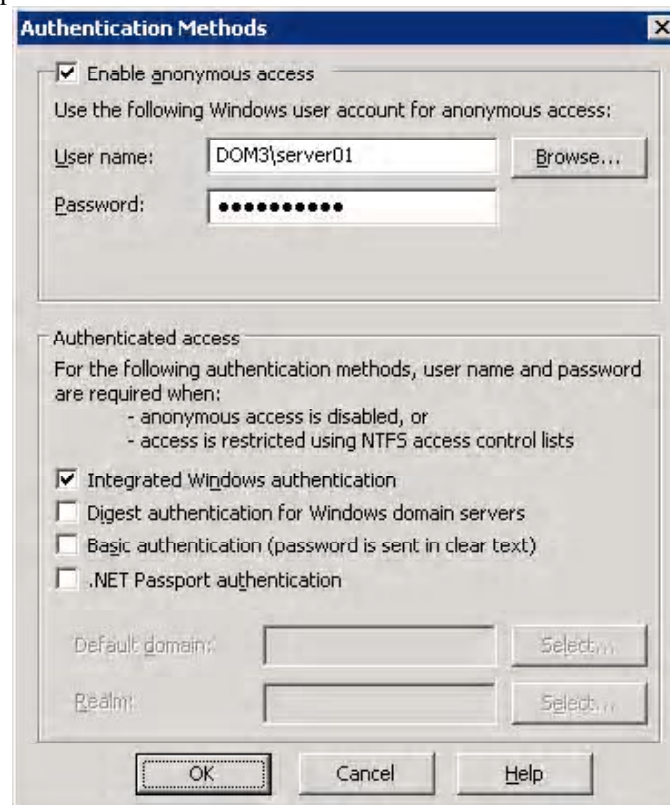 Authentication Methods
Enable anonymous access
Use the following Windows user account for anonymous access:
User name: DOM3\server01 Browse...
Password: ●●●●●●●●●●
Authenticated access
For the following authentication methods, user name and password
are required when:
- anonymous access is disabled, or
- access is restricted using NTFS access control lists
Integrated Windows authentication
Digest authentication for Windows domain servers
Basic authentication (password is sent in clear text)
.NET Passport authentication
Default domain: Select...
Realm: Select...
OK Cancel Help